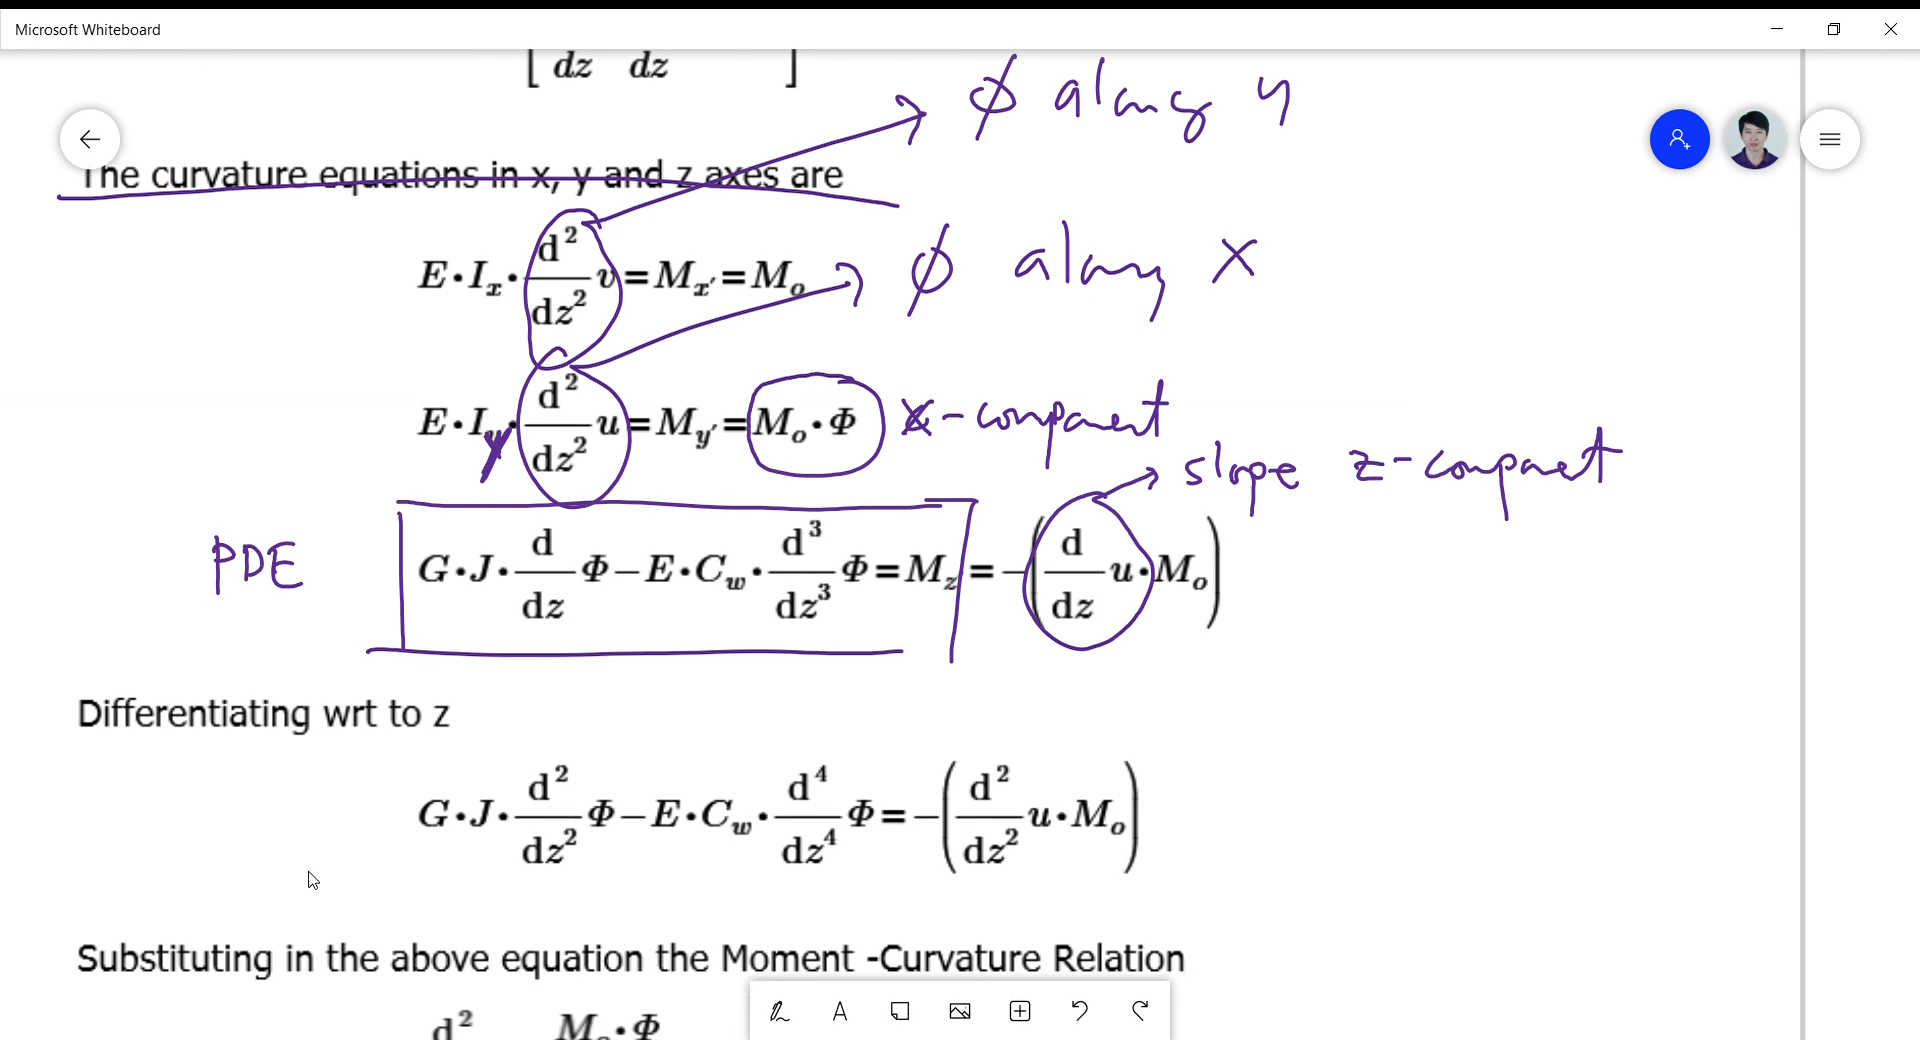 Microsoft Whiteboard
[ dz dz ]
ϕ along y
The curvature equations in x, y and z axes are
E·Iₓ· d²/dz² v = Mₓ′ = Mₒ
ϕ along x
E·I_y· d²/dz² u = M_y′ = Mₒ·Φ x-component
slope z-component
PDE G·J· d/dz Φ − E·C_w· d³/dz³ Φ = M_z = −( d/dz u·Mₒ )
Differentiating wrt to z
G·J· d²/dz² Φ − E·C_w· d⁴/dz⁴ Φ = −( d²/dz² u·Mₒ )
Substituting in the above equation the Moment -Curvature Relation
d² Mₒ·Φ